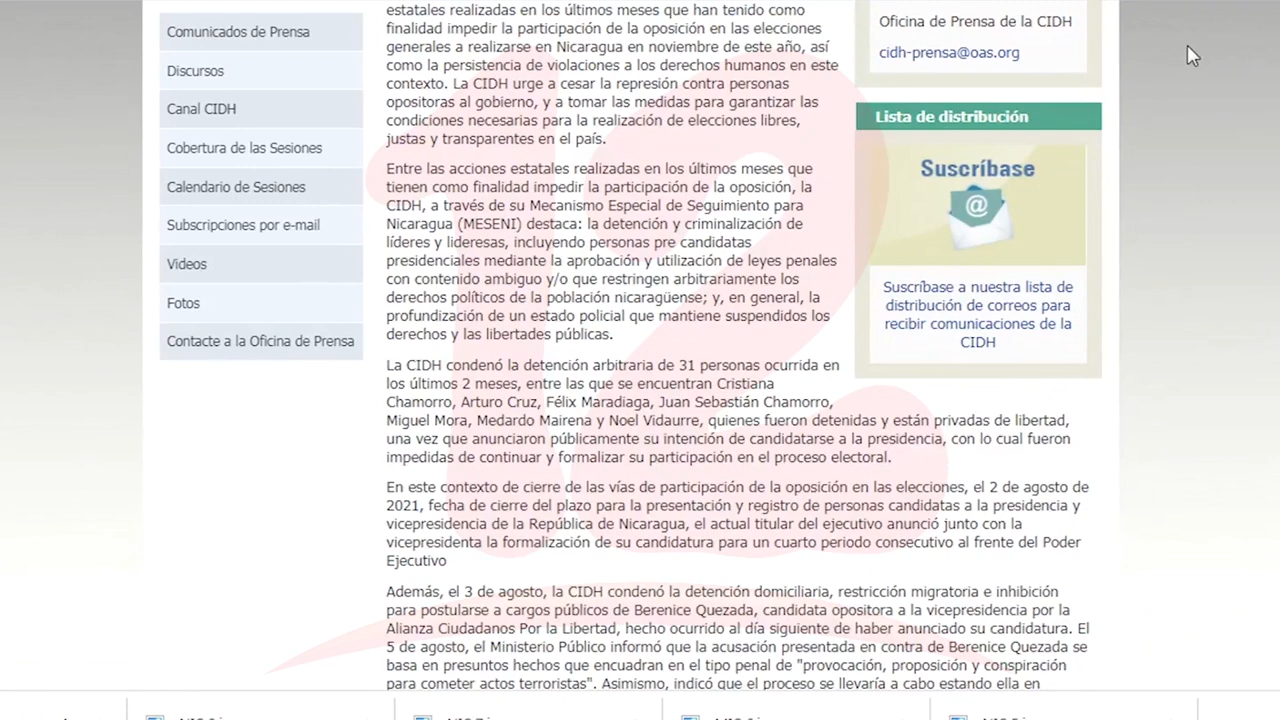 Comunicados de Prensa
Discursos
Canal CIDH
Cobertura de las Sesiones
Calendario de Sesiones
Subscripciones por e-mail
Videos
Fotos
Contacte a la Oficina de Prensa
estatales realizadas en los últimos meses que han tenido como
finalidad impedir la participación de la oposición en las elecciones
generales a realizarse en Nicaragua en noviembre de este año, así
como la persistencia de violaciones a los derechos humanos en este
contexto. La CIDH urge a cesar la represión contra personas
opositoras al gobierno, y a tomar las medidas para garantizar las
condiciones necesarias para la realización de elecciones libres,
justas y transparentes en el país.
Entre las acciones estatales realizadas en los últimos meses que
tienen como finalidad impedir la participación de la oposición, la
CIDH, a través de su Mecanismo Especial de Seguimiento para
Nicaragua (MESENI) destaca: la detención y criminalización de
líderes y lideresas, incluyendo personas pre candidatas
presidenciales mediante la aprobación y utilización de leyes penales
con contenido ambiguo y/o que restringen arbitrariamente los
derechos políticos de la población nicaragüense; y, en general, la
profundización de un estado policial que mantiene suspendidos los
derechos y las libertades públicas.
La CIDH condenó la detención arbitraria de 31 personas ocurrida en
los últimos 2 meses, entre las que se encuentran Cristiana
Chamorro, Arturo Cruz, Félix Maradiaga, Juan Sebastián Chamorro,
Miguel Mora, Medardo Mairena y Noel Vidaurre, quienes fueron detenidas y están privadas de libertad,
una vez que anunciaron públicamente su intención de candidatarse a la presidencia, con lo cual fueron
impedidas de continuar y formalizar su participación en el proceso electoral.
En este contexto de cierre de las vías de participación de la oposición en las elecciones, el 2 de agosto de
2021, fecha de cierre del plazo para la presentación y registro de personas candidatas a la presidencia y
vicepresidencia de la República de Nicaragua, el actual titular del ejecutivo anunció junto con la
vicepresidenta la formalización de su candidatura para un cuarto periodo consecutivo al frente del Poder
Ejecutivo
Además, el 3 de agosto, la CIDH condenó la detención domiciliaria, restricción migratoria e inhibición
para postularse a cargos públicos de Berenice Quezada, candidata opositora a la vicepresidencia por la
Alianza Ciudadanos Por la Libertad, hecho ocurrido al día siguiente de haber anunciado su candidatura. El
5 de agosto, el Ministerio Público informó que la acusación presentada en contra de Berenice Quezada se
basa en presuntos hechos que encuadran en el tipo penal de "provocación, proposición y conspiración
para cometer actos terroristas". Asimismo, indicó que el proceso se llevaría a cabo estando ella en
Oficina de Prensa de la CIDH
cidh-prensa@oas.org
Lista de distribución
Suscríbase
@
Suscríbase a nuestra lista de
distribución de correos para
recibir comunicaciones de la
CIDH
12